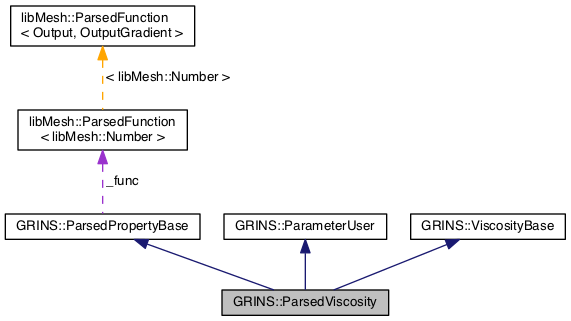 libMesh::ParsedFunction
< Output, OutputGradient >
< libMesh::Number >
libMesh::ParsedFunction
< libMesh::Number >
_func
GRINS::ParsedPropertyBase
GRINS::ParameterUser
GRINS::ViscosityBase
GRINS::ParsedViscosity